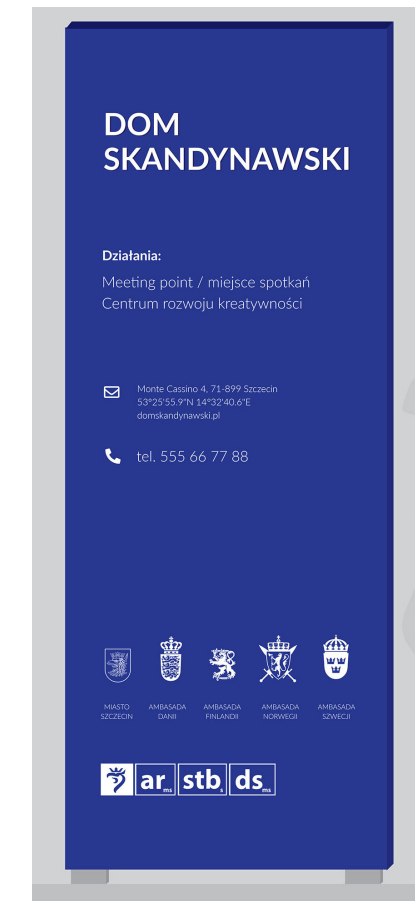 DOM
SKANDYNAWSKI
Działania:
Meeting point / miejsce spotkań
Centrum rozwoju kreatywności
Monte Cassino 4, 71-899 Szczecin
53°25'55.9"N 14°32'40.6"E
domskandynawski.pl
tel. 555 66 77 88
MIASTO SZCZECIN
AMBASADA DANII
AMBASADA FINLANDII
AMBASADA NORWEGII
AMBASADA SZWECJI
ar ms stb s ds ms